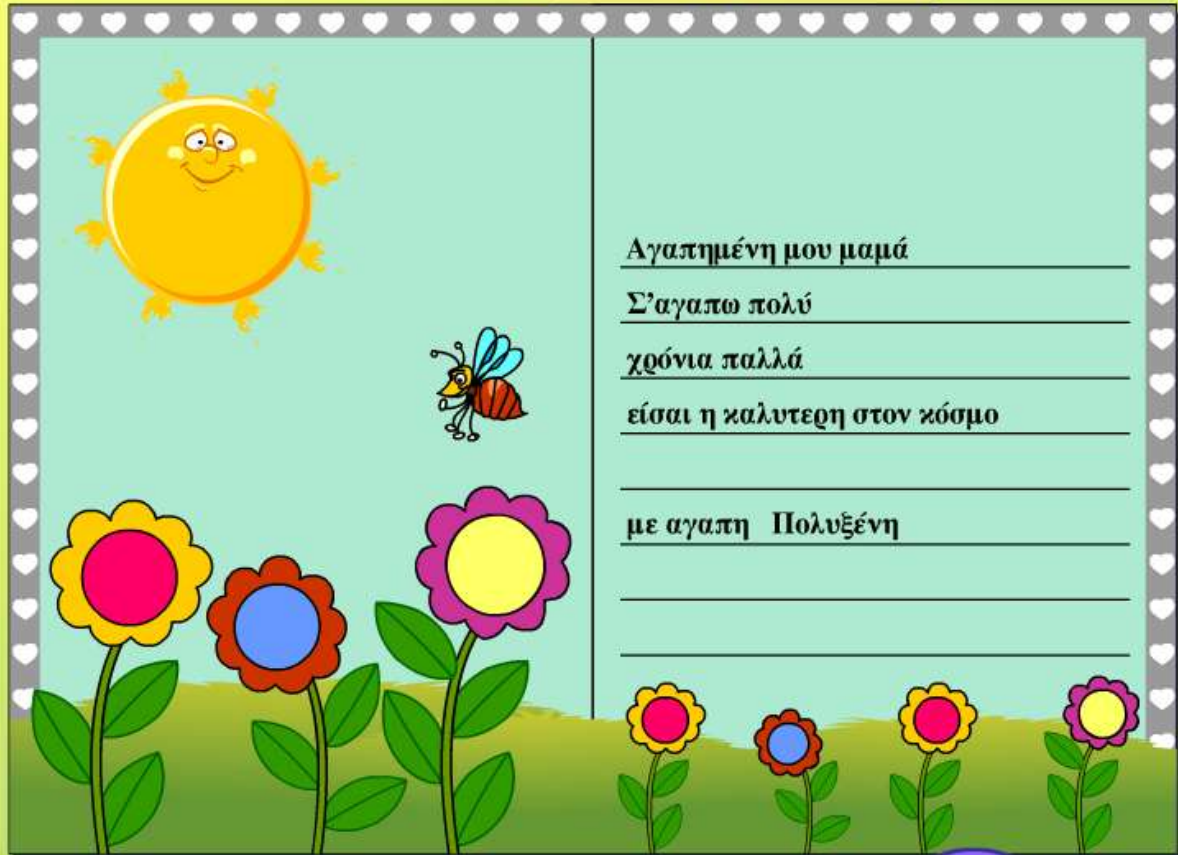 Αγαπημένη μου μαμά
Σ’αγαπω πολύ
χρόνια παλλά
είσαι η καλυτερη στον κόσμο
με αγαπη Πολυξένη